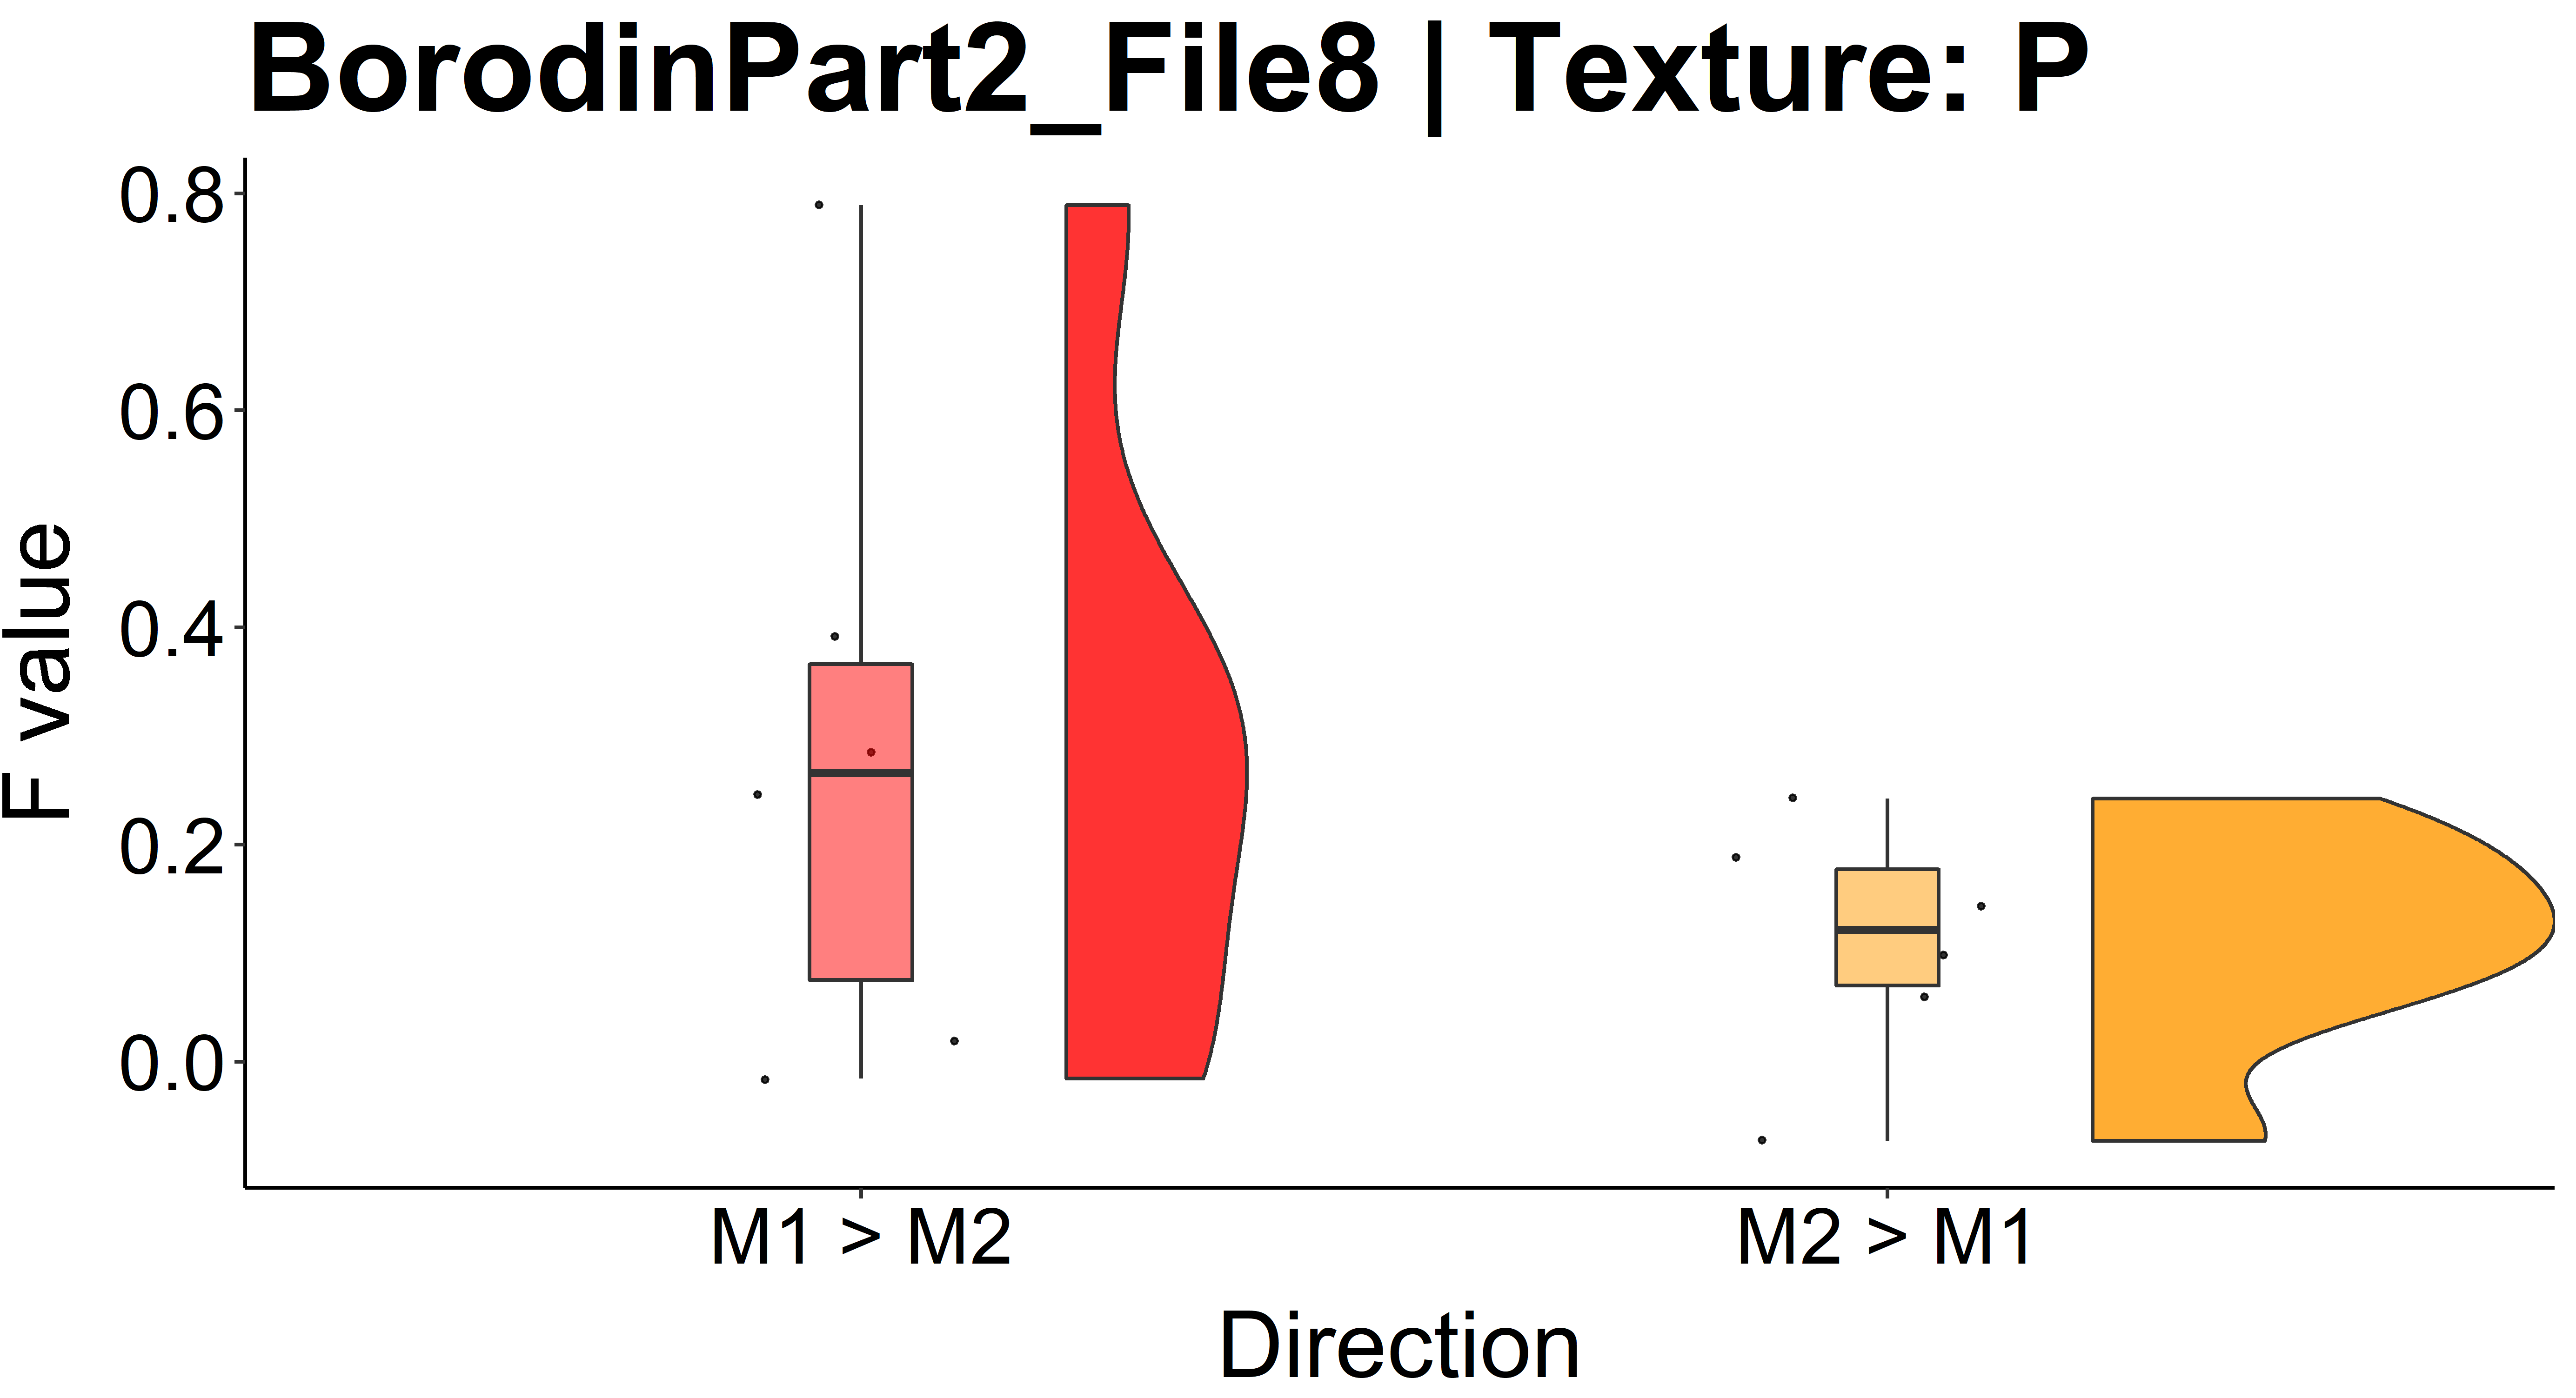 BorodinPart2_File8 | Texture: P
F value
0.8
0.6
0.4
0.2
0.0
M1 > M2
M2 > M1
Direction